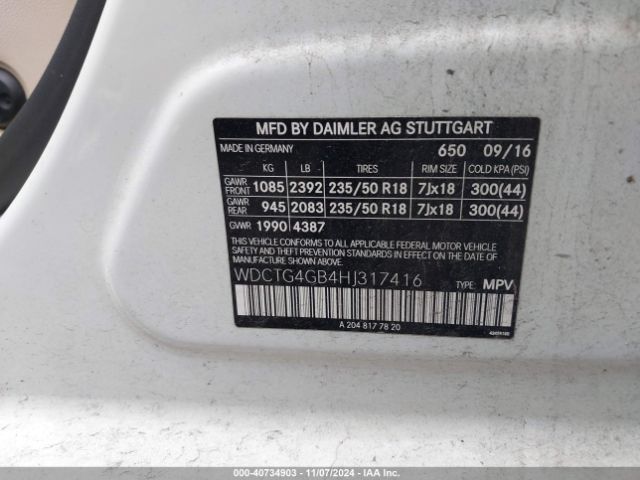 MFD BY DAIMLER AG STUTTGART
MADE IN GERMANY 650 09/16
KG LB TIRES RIM SIZE COLD KPA (PSI)
GAWR FRONT 1085 2392 235/50 R18 7Jx18 300(44)
GAWR REAR 945 2083 235/50 R18 7Jx18 300(44)
GVWR 1990 4387
THIS VEHICLE CONFORMS TO ALL APPLICABLE FEDERAL MOTOR VEHICLE
SAFETY AND THEFT PREVENTION STANDARDS IN EFFECT ON THE DATE OF
MANUFACTURE SHOWN ABOVE.
WDCTG4GB4HJ317416 TYPE: MPV
A 204 817 78 20
000-40734903 - 11/07/2024 - IAA Inc.